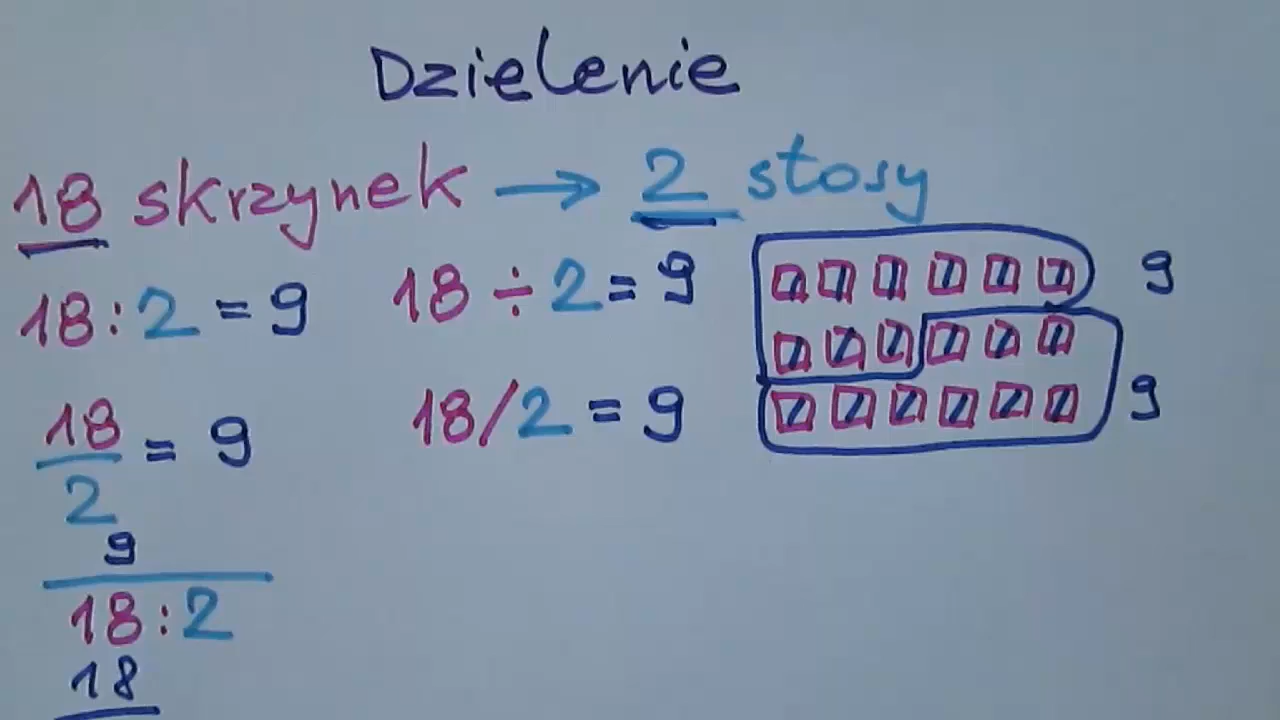 Dzielenie
18 skrzynek → 2 stosy
18 : 2 = 9
18 ÷ 2 = 9
9
18/2 = 9
9
18
2
= 9
9
18 : 2
18